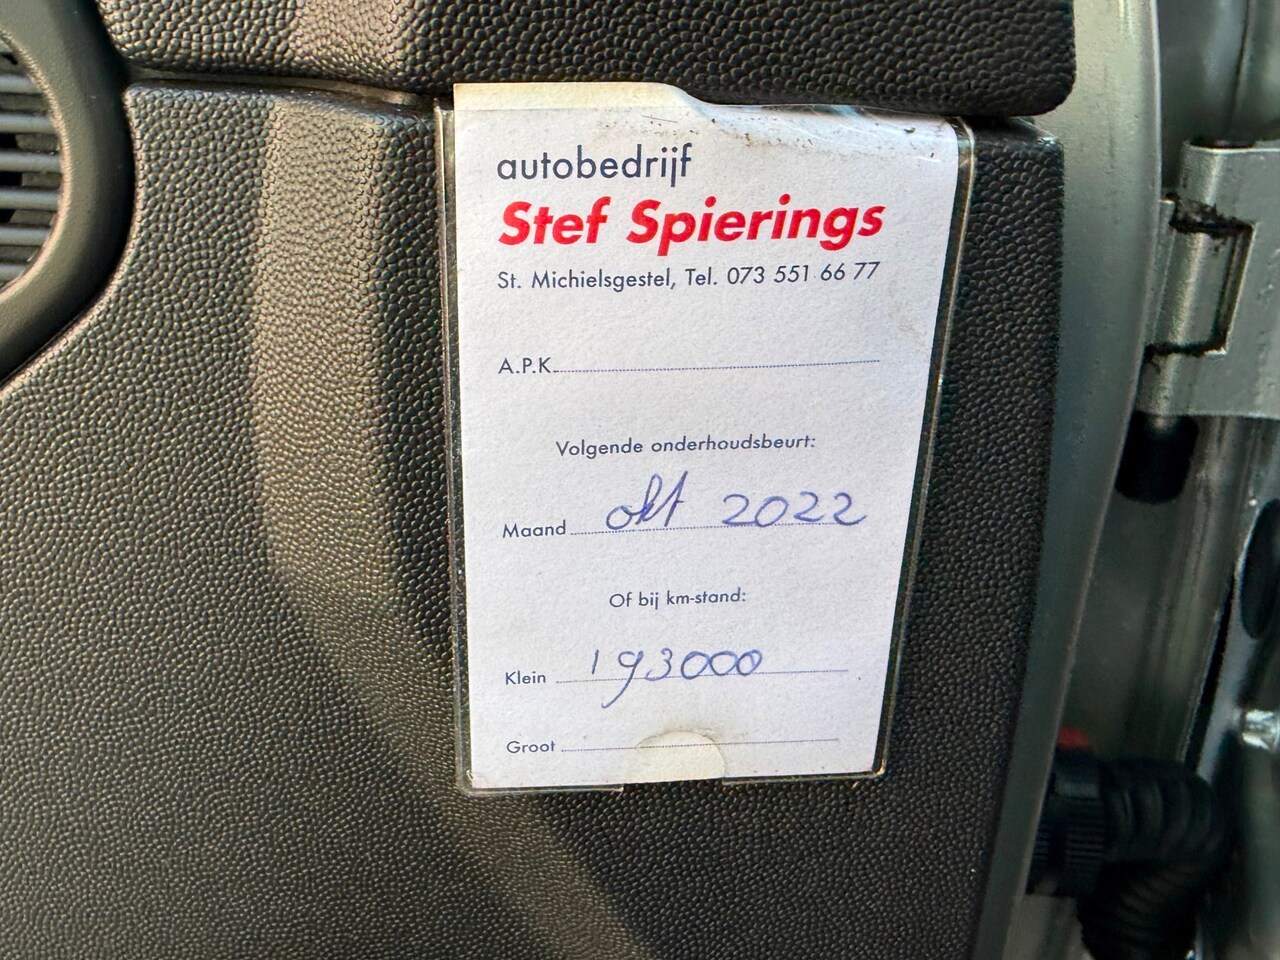 autobedrijf
Stef Spierings
St. Michielsgestel, Tel. 073 551 66 77
A.P.K.
Volgende onderhoudsbeurt:
Maand okt 2022
Of bij km-stand:
Klein 193000
Groot